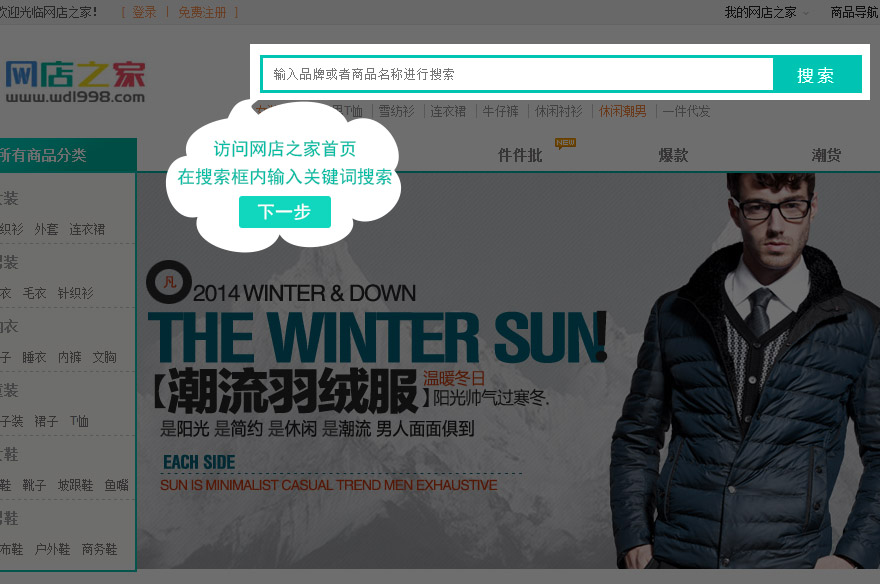 欢迎光临网店之家! [ 登录 | 免费注册 ]
我的网店之家 商品导航
网店之家
www.wdl998.com
输入品牌或者商品名称进行搜索
搜索
T恤 雪纺衫 连衣裙 牛仔裤 休闲衬衫 休闲潮男 一件代发
访问网店之家首页
在搜索框内输入关键词搜索
下一步
所有商品分类
件件批 NEW 爆款 潮货
装
织衫 外套 连衣裙
装
衣 毛衣 针织衫
内衣
子 睡衣 内裤 文胸
童装
子装 裙子 T恤
鞋
鞋 靴子 坡跟鞋 鱼嘴
鞋
布鞋 户外鞋 商务鞋
凡
2014 WINTER & DOWN
THE WINTER SUN!
【潮流羽绒服】
温暖冬日
阳光帅气过寒冬.
是阳光 是简约 是休闲 是潮流 男人面面俱到
EACH SIDE
SUN IS MINIMALIST CASUAL TREND MEN EXHAUSTIVE